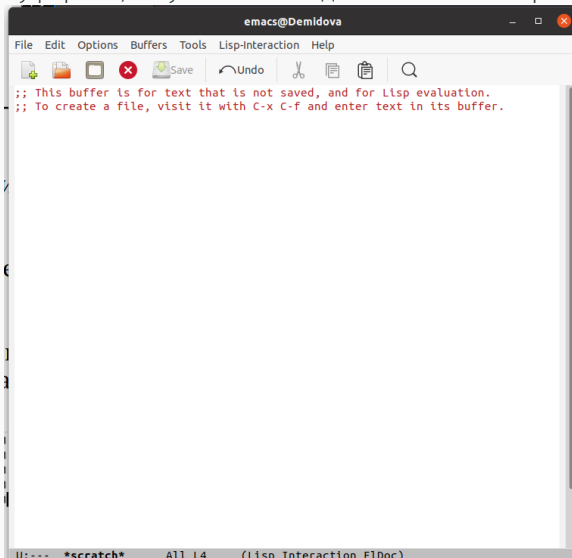 emacs@Demidova
File Edit Options Buffers Tools Lisp-Interaction Help
Save Undo
;; This buffer is for text that is not saved, and for Lisp evaluation.
;; To create a file, visit it with C-x C-f and enter text in its buffer.
U:--- *scratch* All L4 (Lisp Interaction ElDoc)